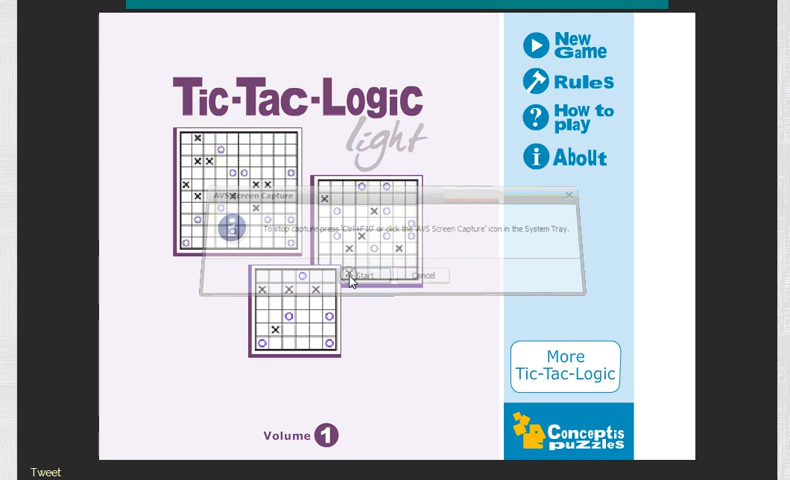 New
Game
Rules
How to
play
About
Tic-Tac-Logic
light
AVS Screen Capture
To stop capture press 'Ctrl+F10' or click the 'AVS Screen Capture' icon in the System Tray.
Start
Cancel
More
Tic-Tac-Logic
Volume 1
Conceptis
Puzzles
Tweet